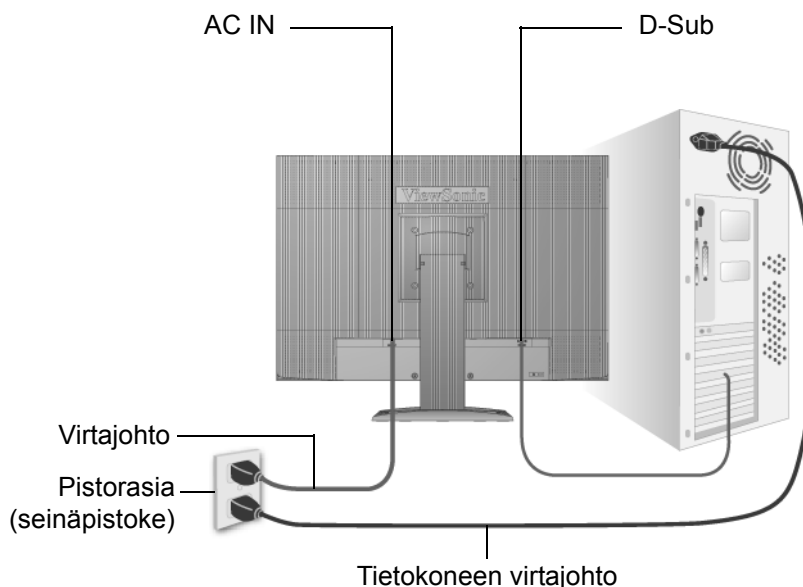 AC IN
D-Sub
ViewSonic
Virtajohto
Pistorasia
(seinäpistoke)
Tietokoneen virtajohto